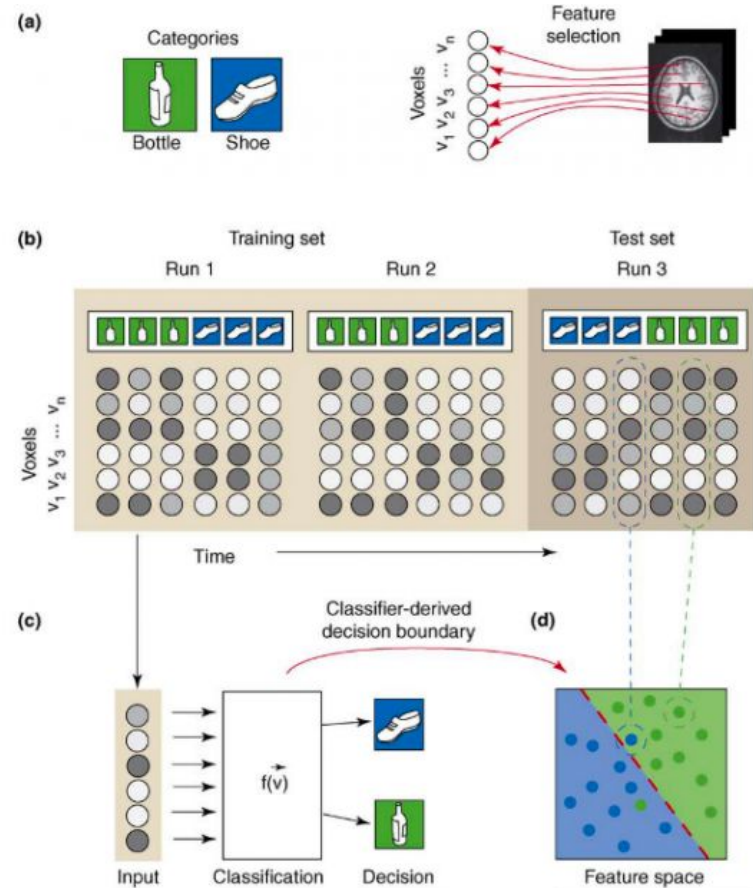 (a)
Categories
Bottle
Shoe
Feature
selection
Voxels
v₁ v₂ v₃ ... vₙ
(b)
Training set
Test set
Run 1
Run 2
Run 3
Voxels
v₁ v₂ v₃ ... vₙ
Time
(c)
Classifier-derived
decision boundary
(d)
f(v⃗)
Input
Classification
Decision
Feature space